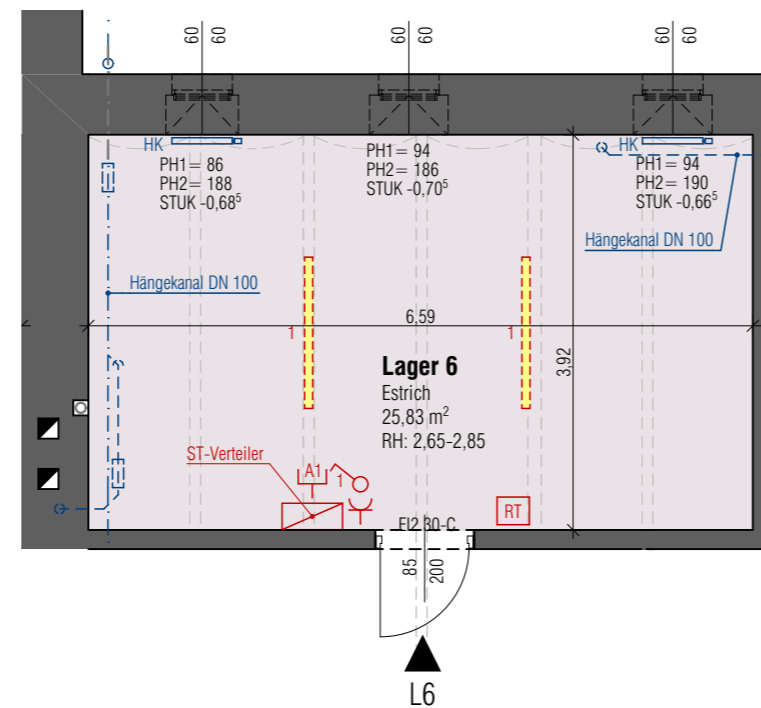 60 60
60 60
60 60
HK
PH1= 86
PH2= 188
STUK -0,68⁵
PH1= 94
PH2= 186
STUK -0,70⁵
HK
PH1= 94
PH2= 190
STUK -0,66⁵
Hängekanal DN 100
Hängekanal DN 100
6,59
3,92
1
1
Lager 6
Estrich
25,83 m²
RH: 2,65-2,85
ST-Verteiler
A1
1
RT
EI2 30-C
85
200
L6